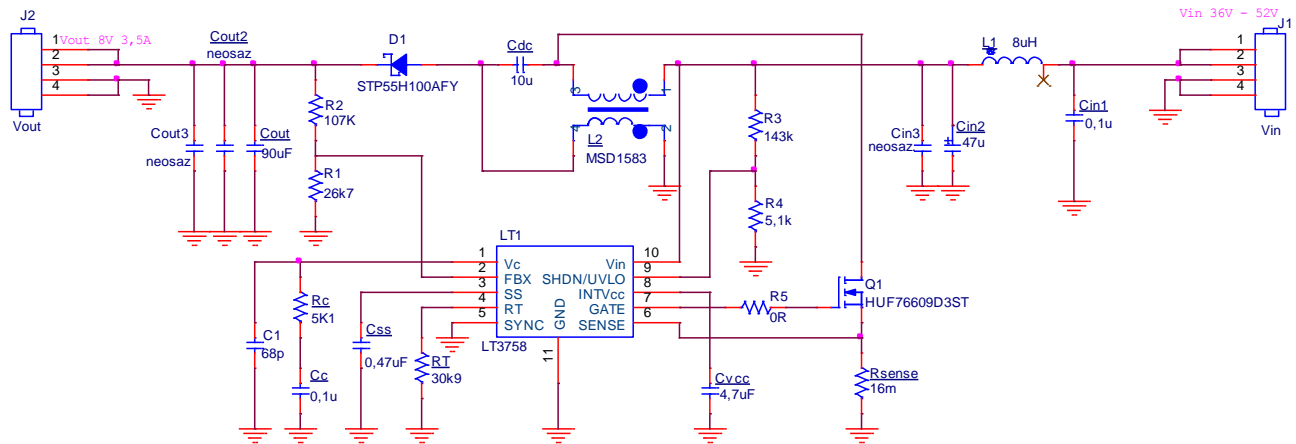 J2
1
2
3
4
Vout
Vout 8V 3,5A
Cout2
neosaz
Cout3
neosaz
Cout
90uF
D1
STP55H100AFY
R2
107K
R1
26k7
Cdc
10u
3
1
4
2
L2
MSD1583
R3
143k
R4
5,1k
Cin3
neosaz
Cin2
47u
L1
8uH
Cin1
0,1u
Vin 36V - 52V
J1
1
2
3
4
Vin
LT1
1
2
3
4
5
Vc
FBX
SS
RT
SYNC
GND
11
Vin
SHDN/UVLO
INTVcc
GATE
SENSE
10
9
8
7
6
LT3758
C1
68p
Rc
5K1
Cc
0,1u
Css
0,47uF
RT
30k9
R5
0R
Q1
HUF76609D3ST
Cvcc
4,7uF
Rsense
16m